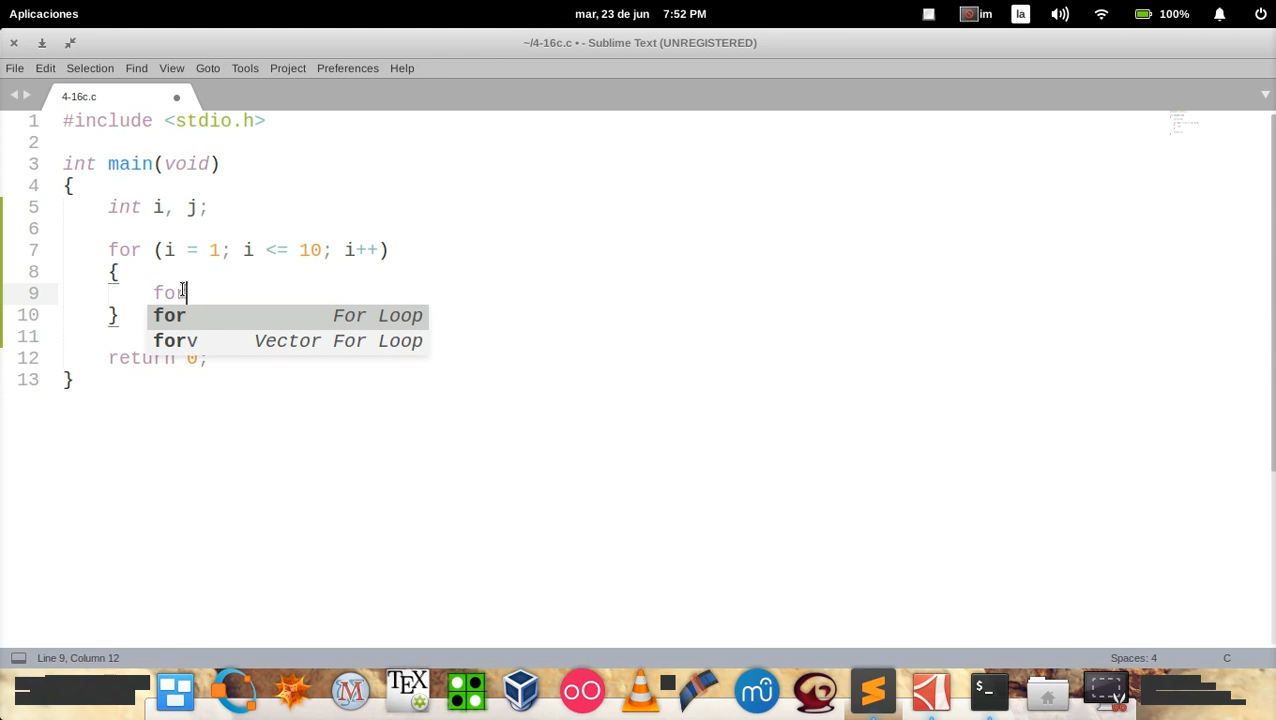 Aplicaciones mar, 23 de jun 7:52 PM im la 100%
~/4-16c.c • - Sublime Text (UNREGISTERED)
File Edit Selection Find View Goto Tools Project Preferences Help
4-16c.c
1 #include <stdio.h>
2
3 int main(void)
4 {
5 int i, j;
6
7 for (i = 1; i <= 10; i++)
8 {
9 for
for For Loop
10 }
forv Vector For Loop
11
12 return 0;
13 }
Line 9, Column 12 Spaces: 4 C
M TEX mu >_